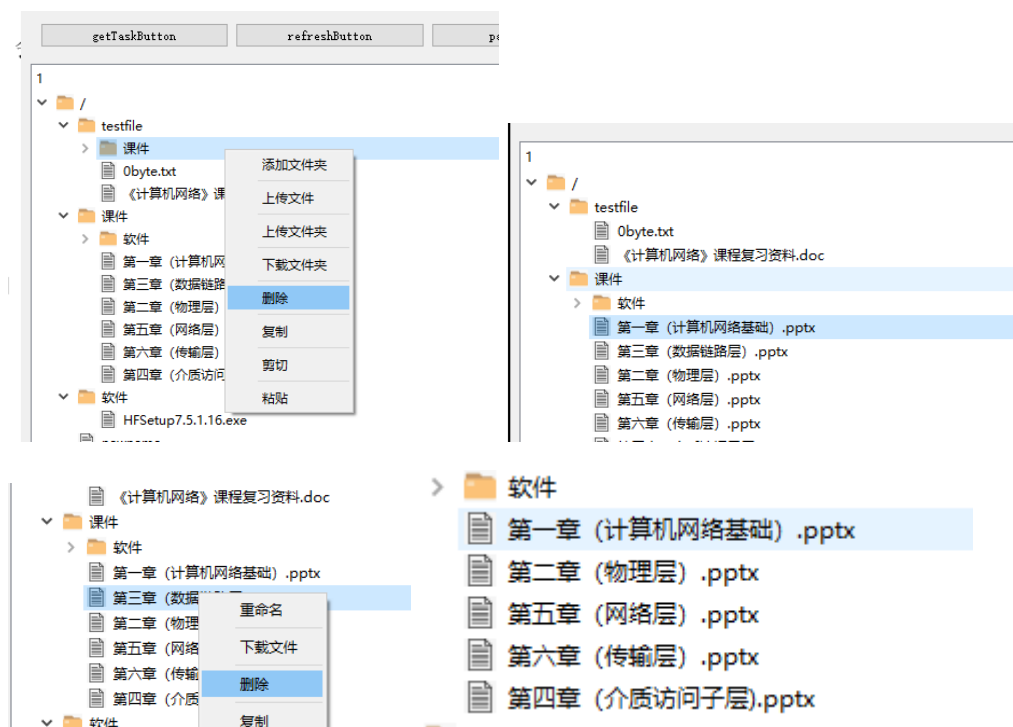 getTaskButton refreshButton
1
/
testfile
课件
0byte.txt
《计算机网络》课
课件
软件
第一章（计算机网
第三章（数据链路
第二章（物理层）
第五章（网络层）
第六章（传输层）
第四章（介质访问
软件
HFSetup7.5.1.16.exe
添加文件夹
上传文件
上传文件夹
下载文件夹
删除
复制
剪切
粘贴
1
/
testfile
0byte.txt
《计算机网络》课程复习资料.doc
课件
软件
第一章（计算机网络基础）.pptx
第三章（数据链路层）.pptx
第二章（物理层）.pptx
第五章（网络层）.pptx
第六章（传输层）.pptx
《计算机网络》课程复习资料.doc
课件
软件
第一章（计算机网络基础）.pptx
第三章（数据
第二章（物理
第五章（网络
第六章（传输
第四章（介质
软件
重命名
下载文件
删除
复制
软件
第一章（计算机网络基础）.pptx
第二章（物理层）.pptx
第五章（网络层）.pptx
第六章（传输层）.pptx
第四章（介质访问子层).pptx